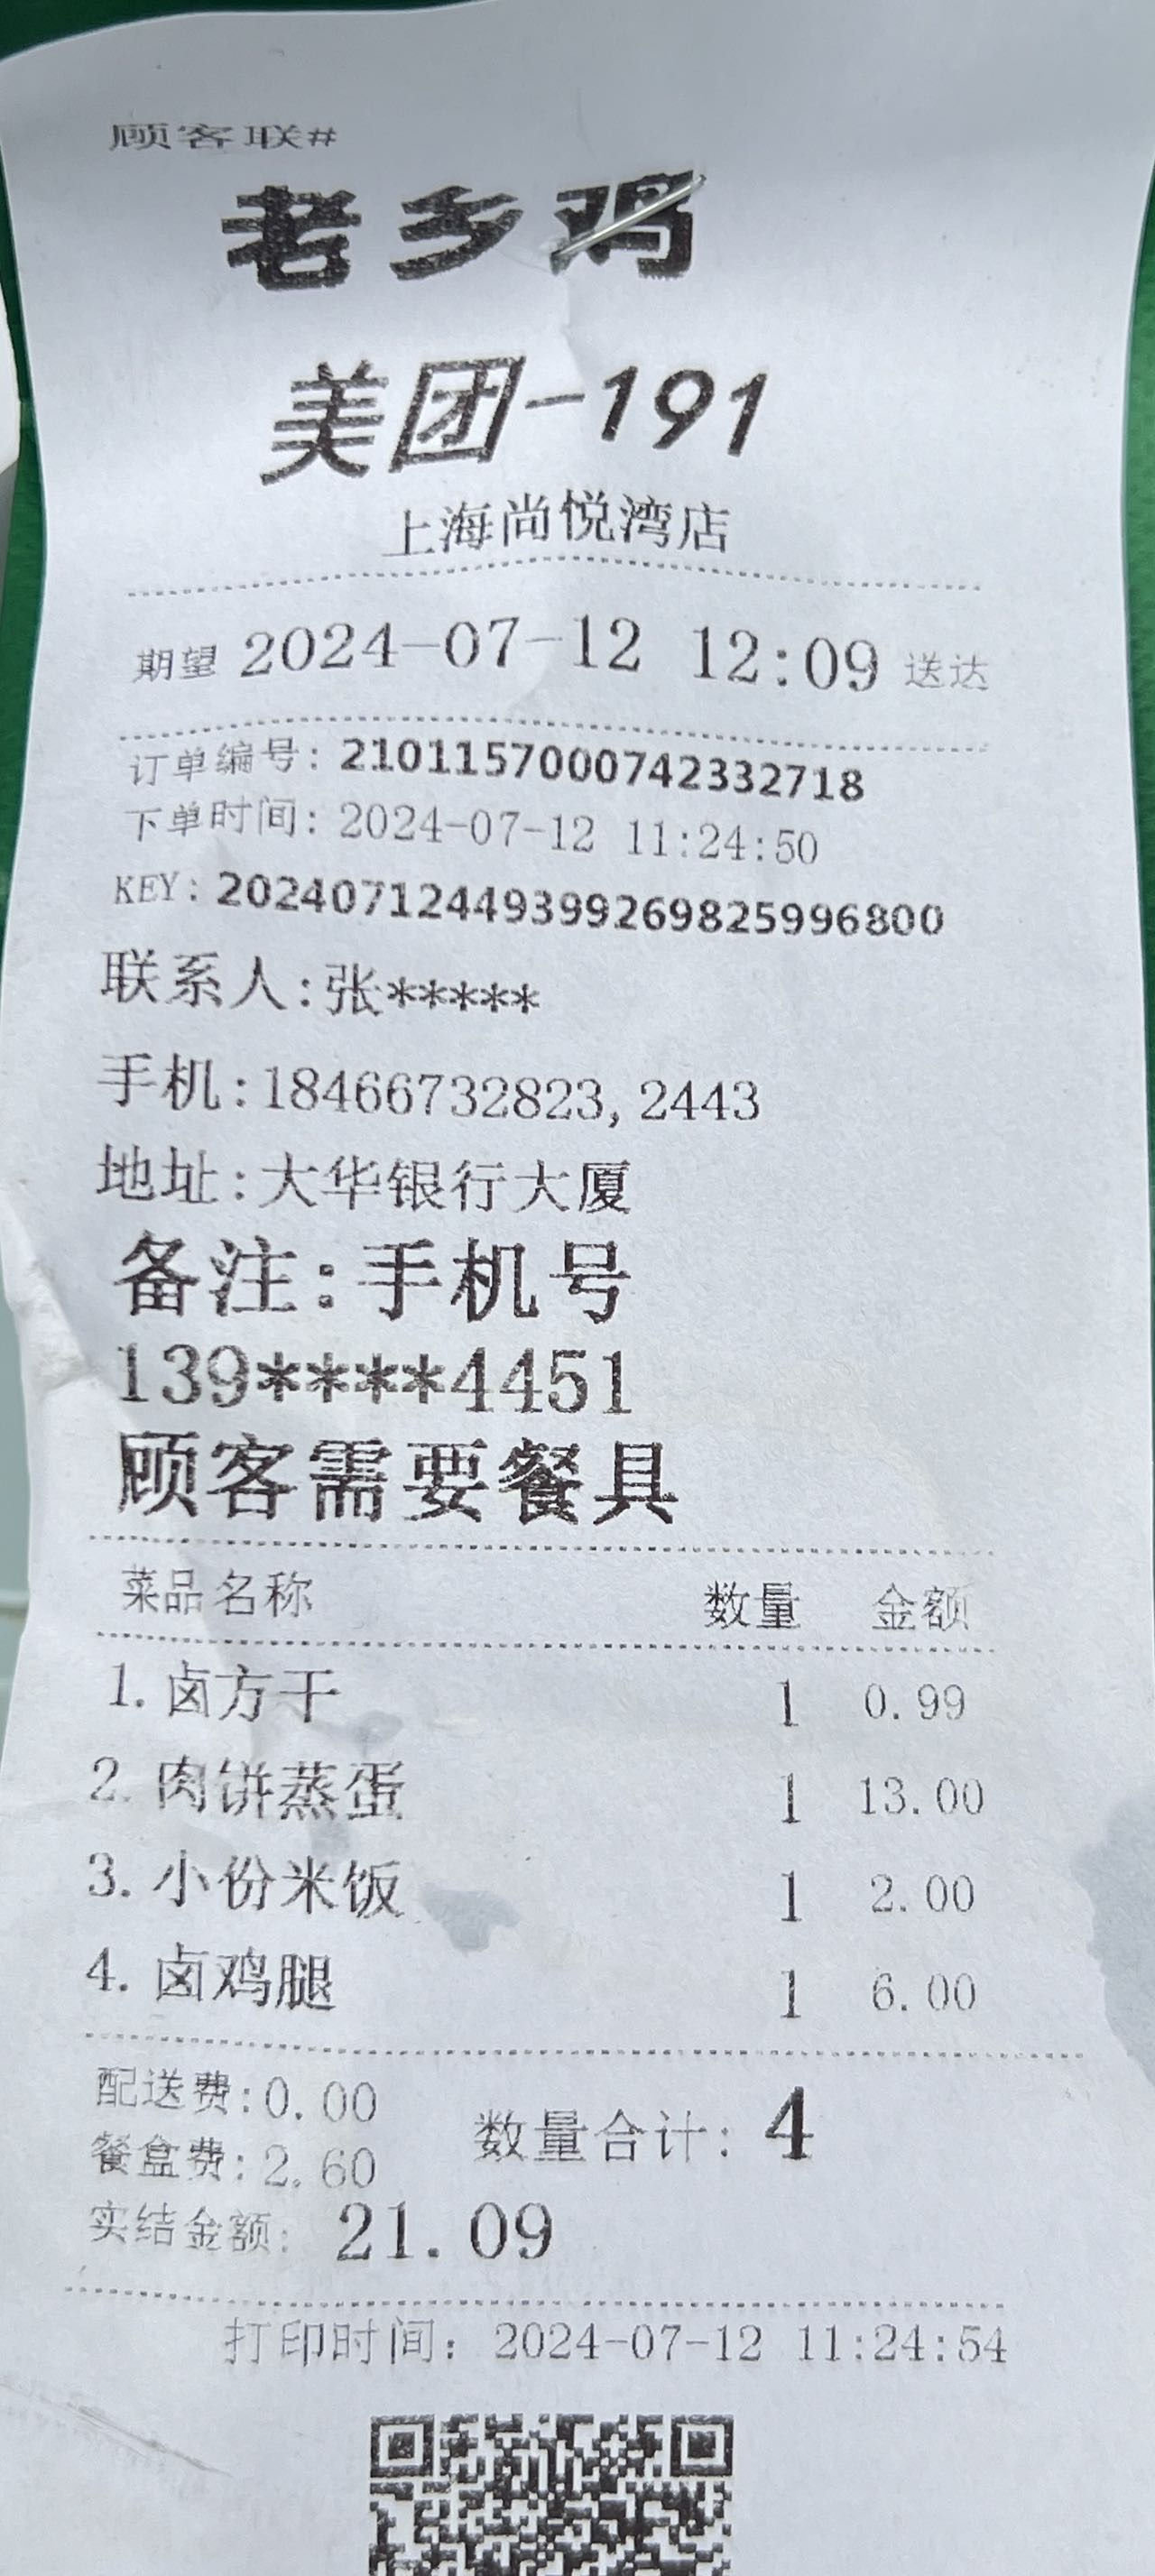 顾客联#
老乡鸡
美团-191
上海尚悦湾店
期望 2024-07-12 12:09 送达
订单编号: 2101157000742332718
下单时间: 2024-07-12 11:24:50
KEY: 20240712449399269825996800
联系人:张*****
手机:18466732823,2443
地址:大华银行大厦
备注:手机号
139****4451
顾客需要餐具
菜品名称 数量 金额
1. 卤方干 1 0.99
2. 肉饼蒸蛋 1 13.00
3. 小份米饭 1 2.00
4. 卤鸡腿 1 6.00
配送费:0.00
数量合计: 4
餐盒费:2.60
实结金额: 21.09
打印时间: 2024-07-12 11:24:54